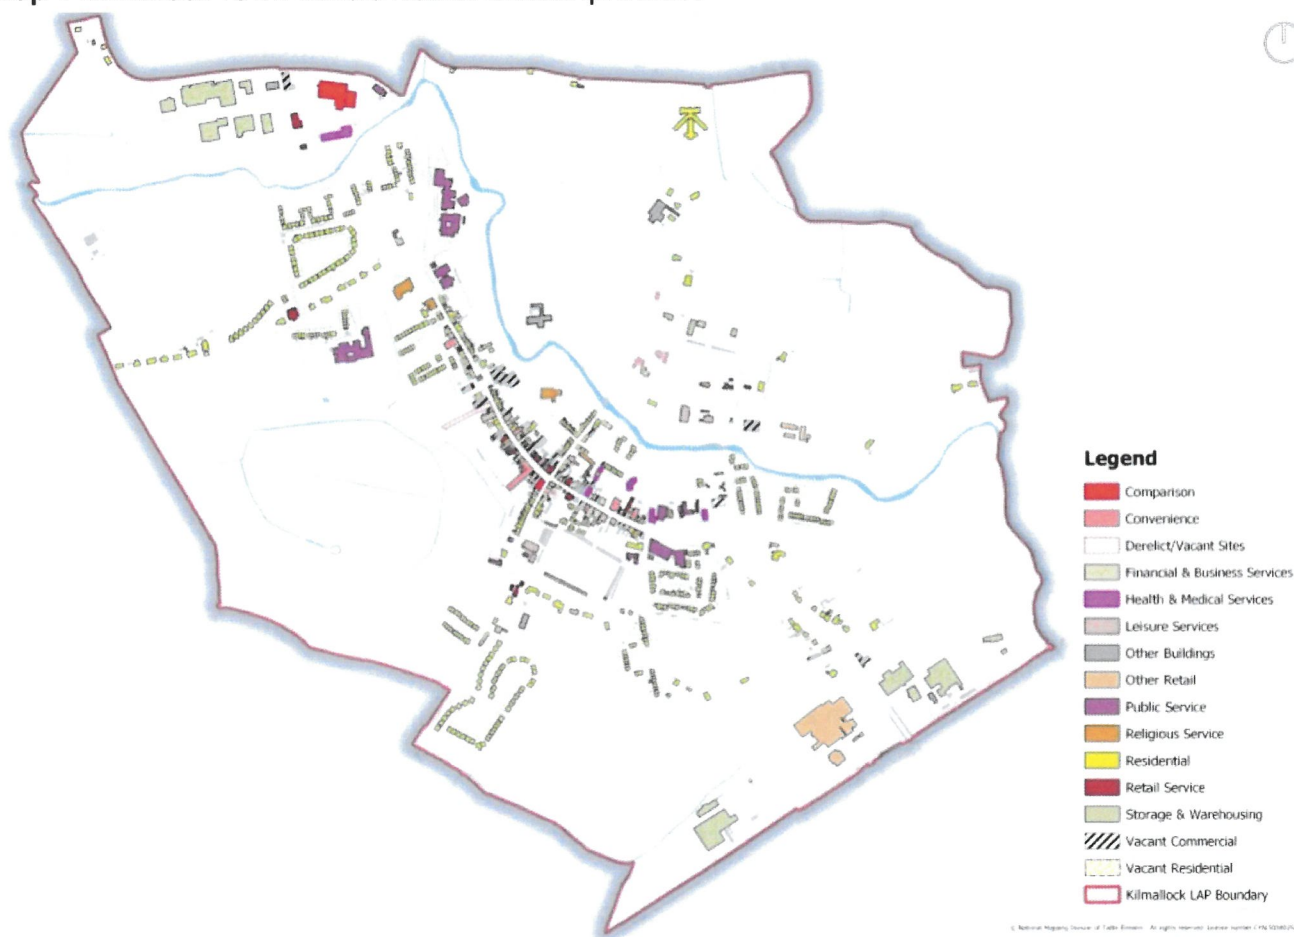 Legend
Comparison
Convenience
Derelict/Vacant Sites
Financial & Business Services
Health & Medical Services
Leisure Services
Other Buildings
Other Retail
Public Service
Religious Service
Residential
Retail Service
Storage & Warehousing
Vacant Commercial
Vacant Residential
Kilmallock LAP Boundary